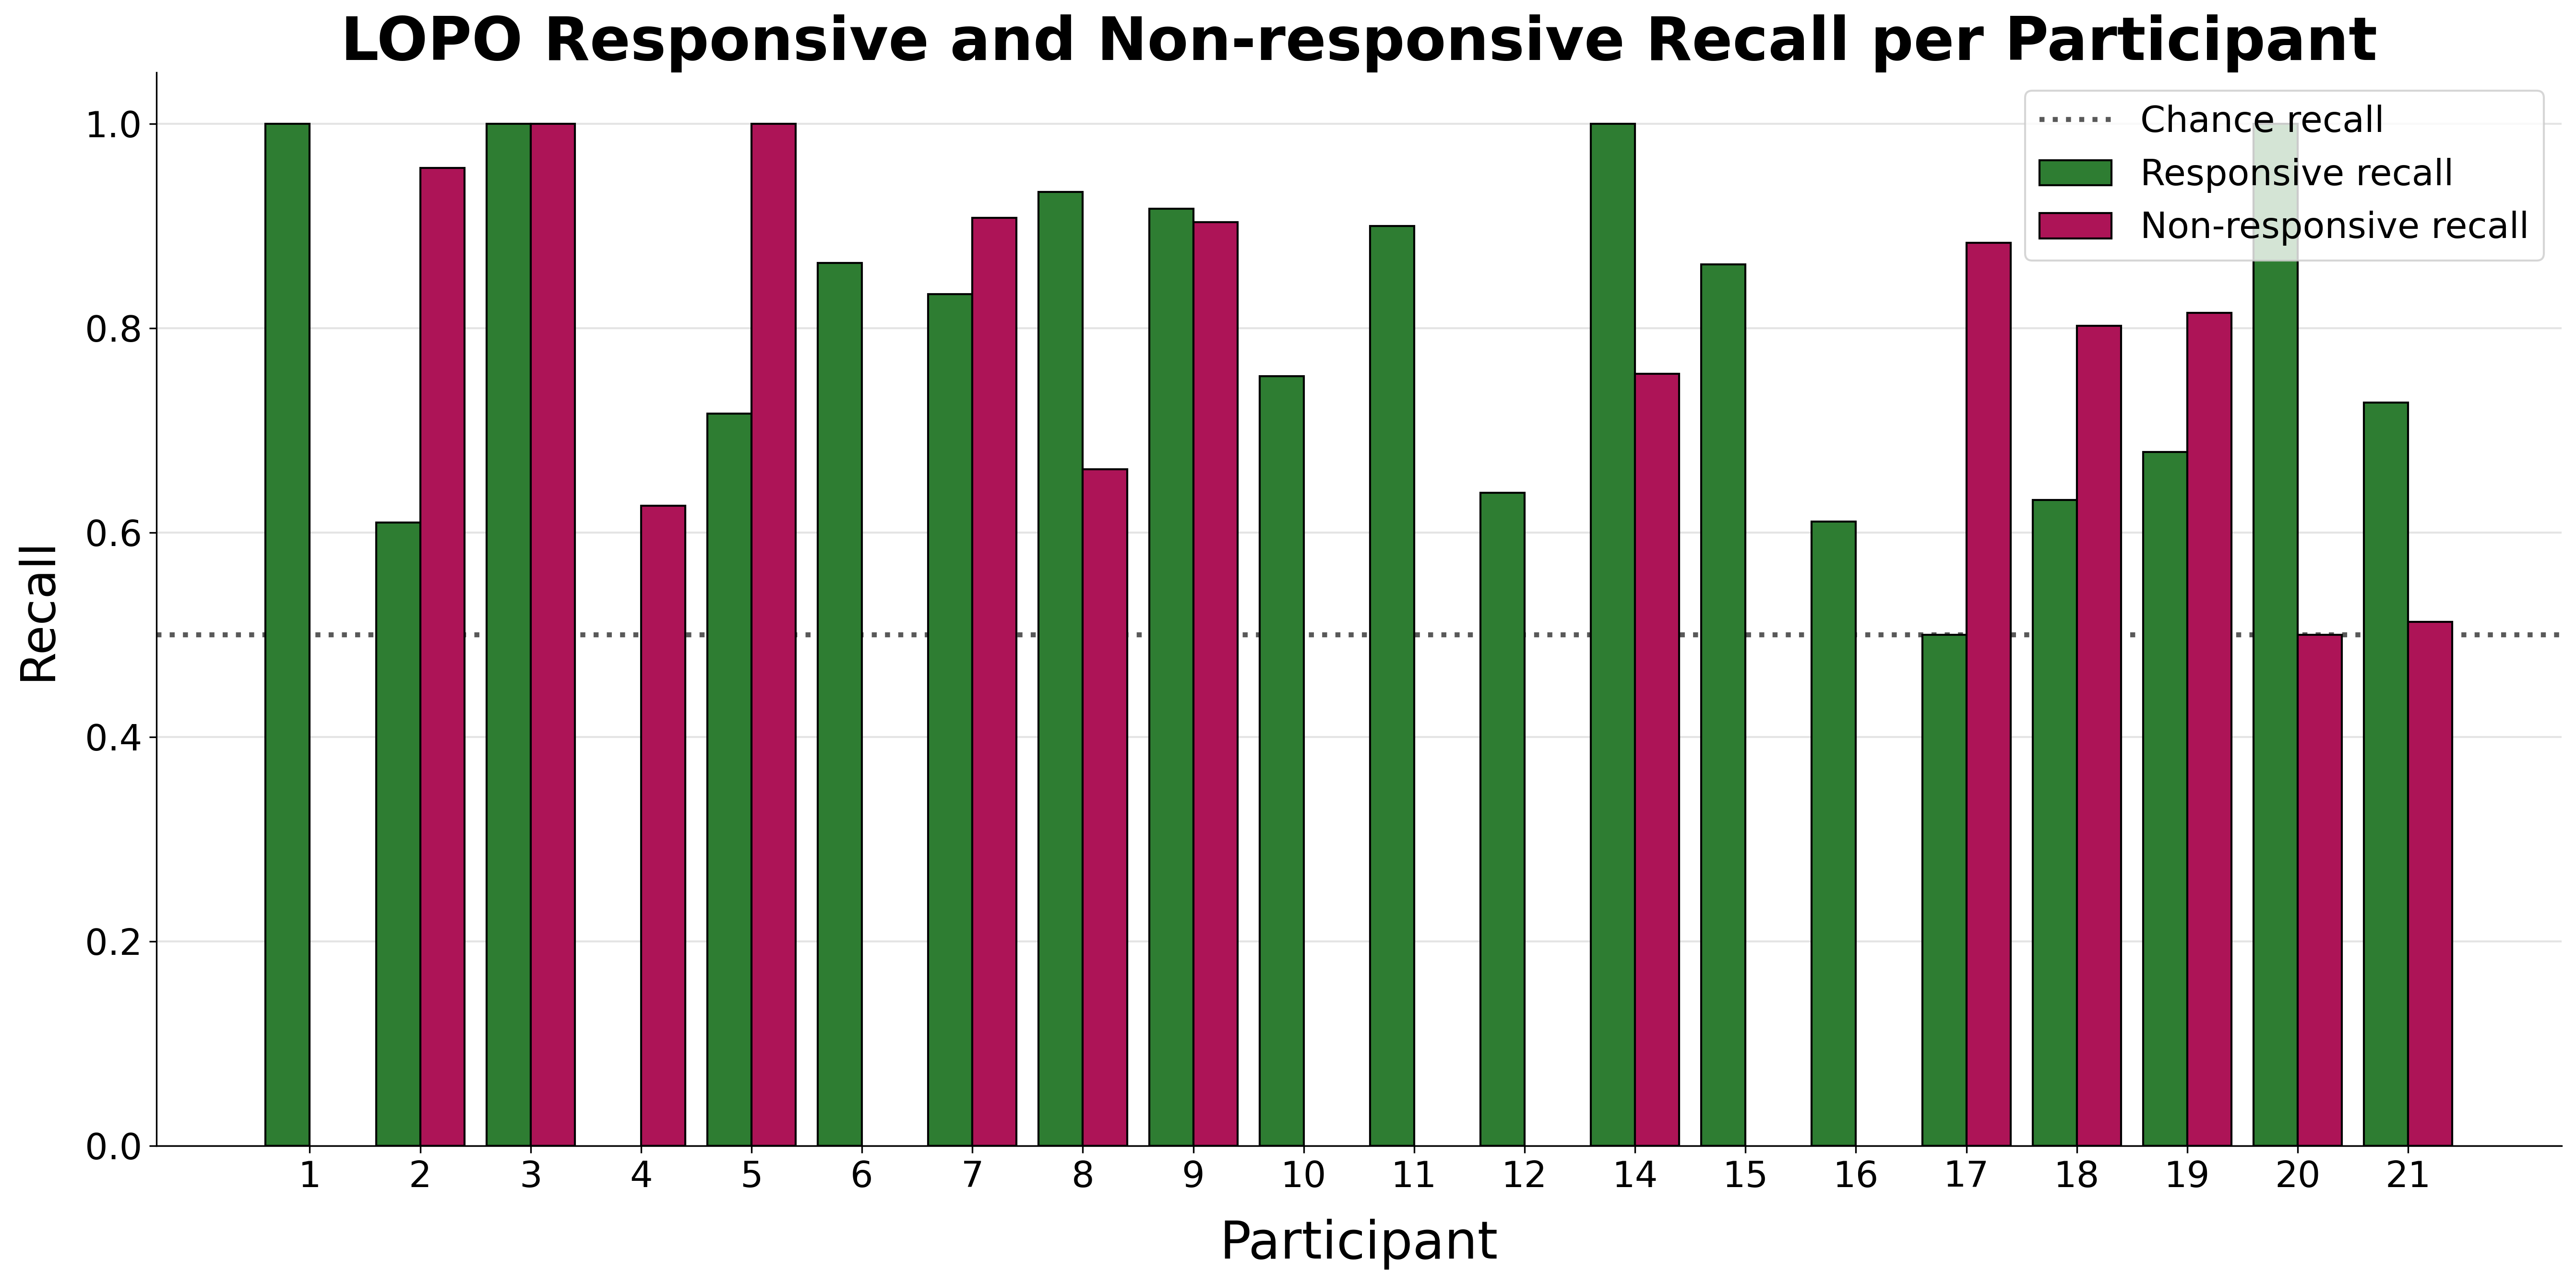 LOPO Responsive and Non-responsive Recall per Participant
Chance recall
Responsive recall
Non-responsive recall
Recall
1.0
0.8
0.6
0.4
0.2
0.0
1 2 3 4 5 6 7 8 9 10 11 12 14 15 16 17 18 19 20 21
Participant